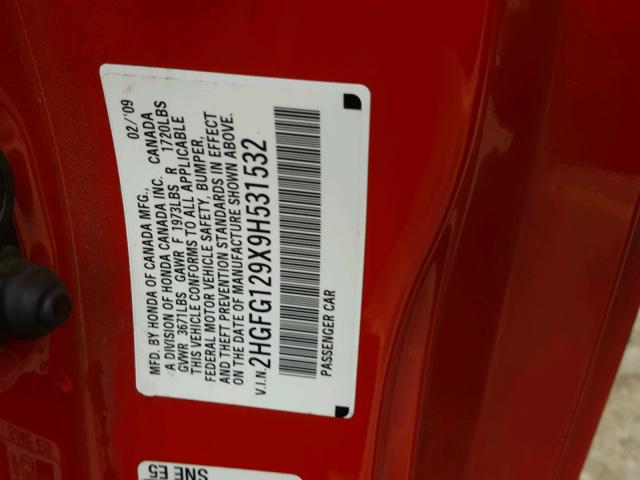 MFD. BY HONDA OF CANADA MFG., 02/'09
A DIVISION OF HONDA CANADA INC. CANADA
GVWR 3671LBS GAWR F 1973LBS R 1720LBS
THIS VEHICLE CONFORMS TO ALL APPLICABLE
FEDERAL MOTOR VEHICLE SAFETY, BUMPER,
AND THEFT PREVENTION STANDARDS IN EFFECT
ON THE DATE OF MANUFACTURE SHOWN ABOVE.
V.I.N. 2HGFG129X9H531532
PASSENGER CAR
SNE E5